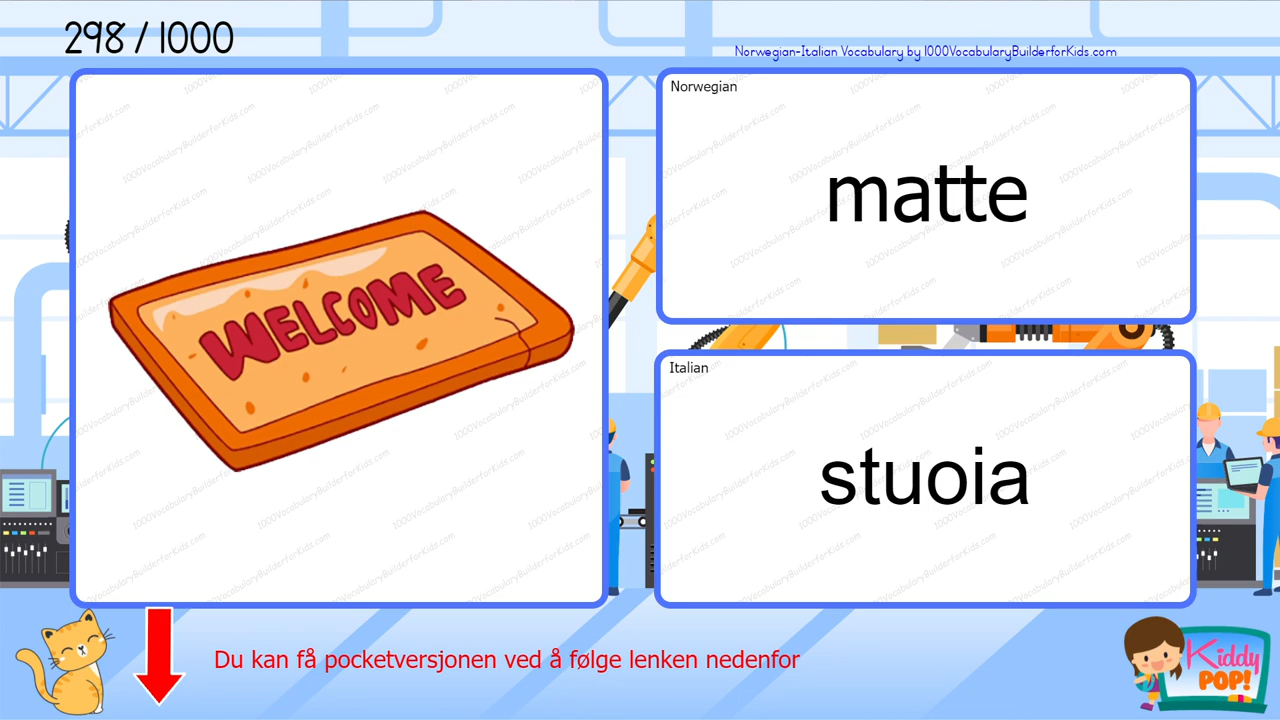 298 / 1000
Norwegian-Italian Vocabulary by 1000VocabularyBuilderforKids.com
WELCOME
Norwegian
matte
Italian
stuoia
Du kan få pocketversjonen ved å følge lenken nedenfor
Kiddy
POP!